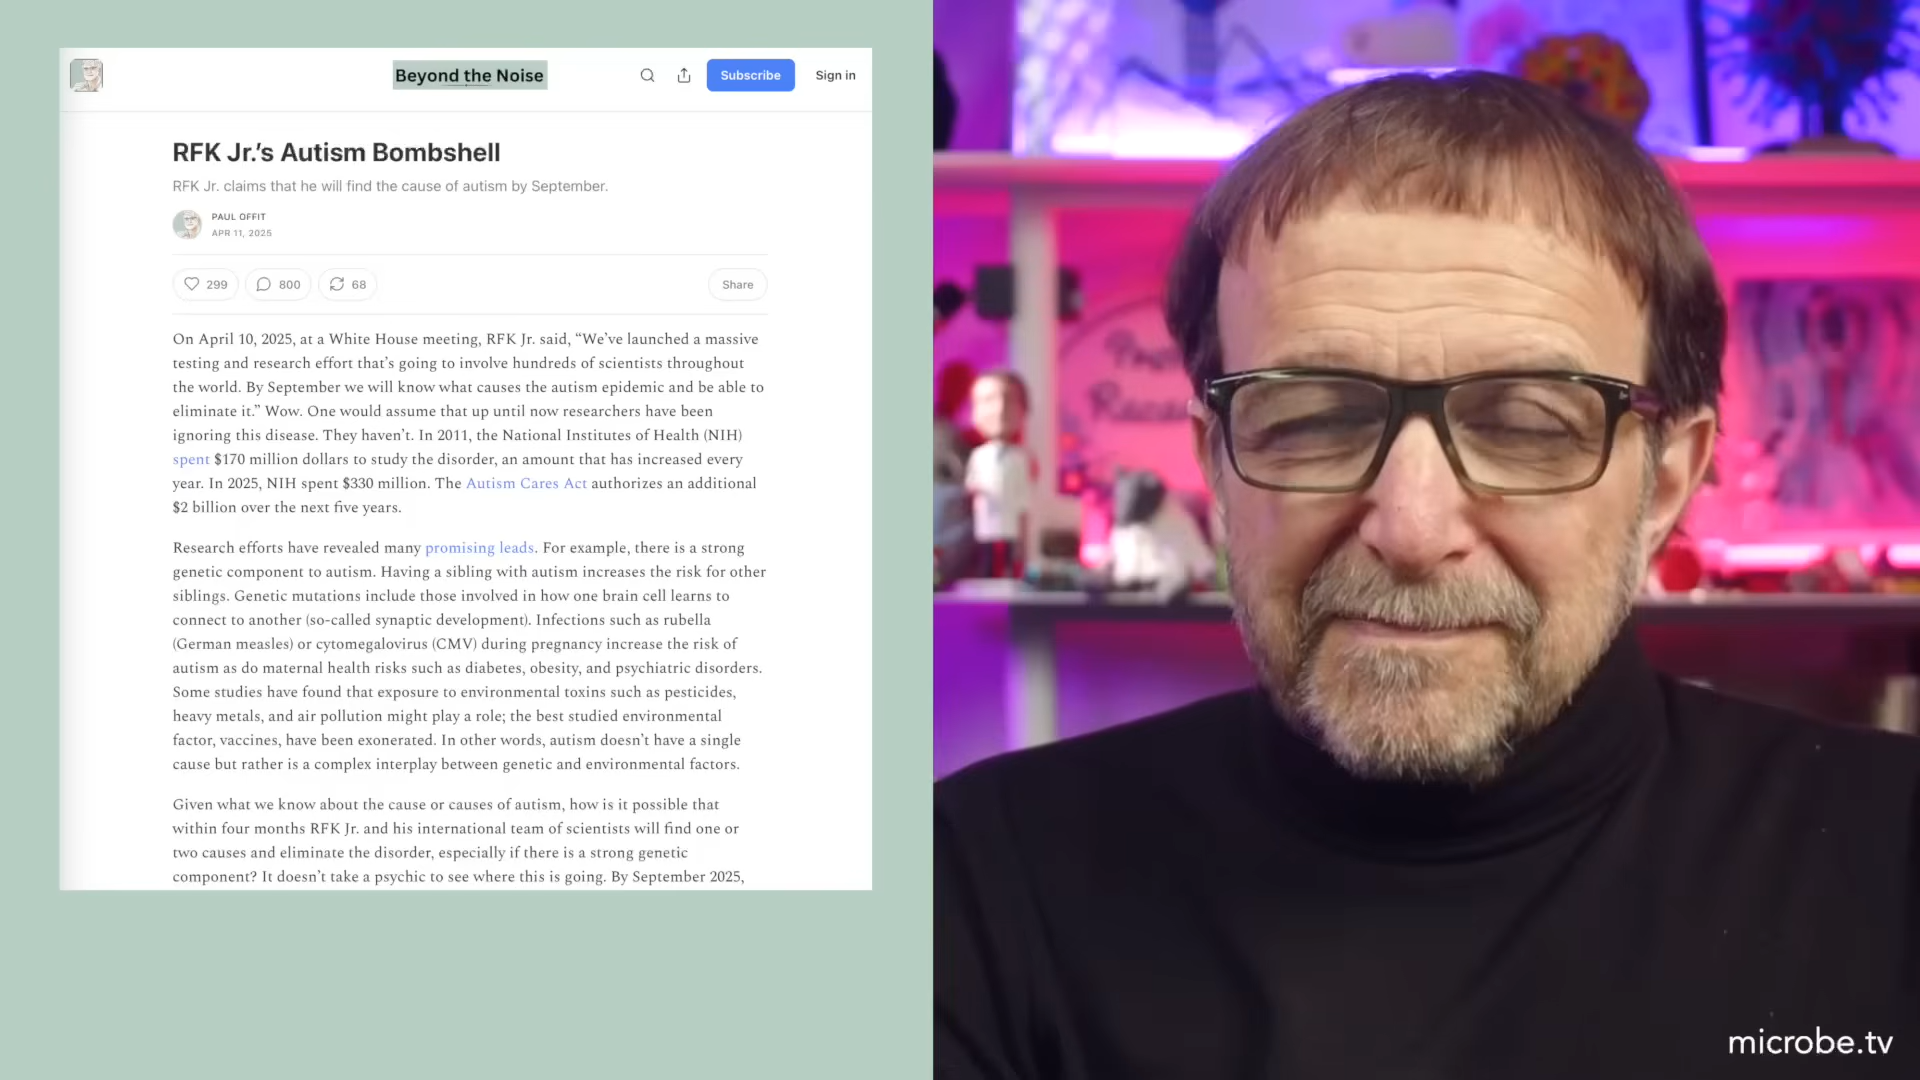 Beyond the Noise
Subscribe
Sign in
RFK Jr.’s Autism Bombshell
RFK Jr. claims that he will find the cause of autism by September.
PAUL OFFIT
APR 11, 2025
299
800
68
Share
On April 10, 2025, at a White House meeting, RFK Jr. said, “We’ve launched a massive
testing and research effort that’s going to involve hundreds of scientists throughout
the world. By September we will know what causes the autism epidemic and be able to
eliminate it.” Wow. One would assume that up until now researchers have been
ignoring this disease. They haven’t. In 2011, the National Institutes of Health (NIH)
spent $170 million dollars to study the disorder, an amount that has increased every
year. In 2025, NIH spent $330 million. The Autism Cares Act authorizes an additional
$2 billion over the next five years.
Research efforts have revealed many promising leads. For example, there is a strong
genetic component to autism. Having a sibling with autism increases the risk for other
siblings. Genetic mutations include those involved in how one brain cell learns to
connect to another (so-called synaptic development). Infections such as rubella
(German measles) or cytomegalovirus (CMV) during pregnancy increase the risk of
autism as do maternal health risks such as diabetes, obesity, and psychiatric disorders.
Some studies have found that exposure to environmental toxins such as pesticides,
heavy metals, and air pollution might play a role; the best studied environmental
factor, vaccines, have been exonerated. In other words, autism doesn’t have a single
cause but rather is a complex interplay between genetic and environmental factors.
Given what we know about the cause or causes of autism, how is it possible that
within four months RFK Jr. and his international team of scientists will find one or
two causes and eliminate the disorder, especially if there is a strong genetic
component? It doesn’t take a psychic to see where this is going. By September 2025,
microbe.tv